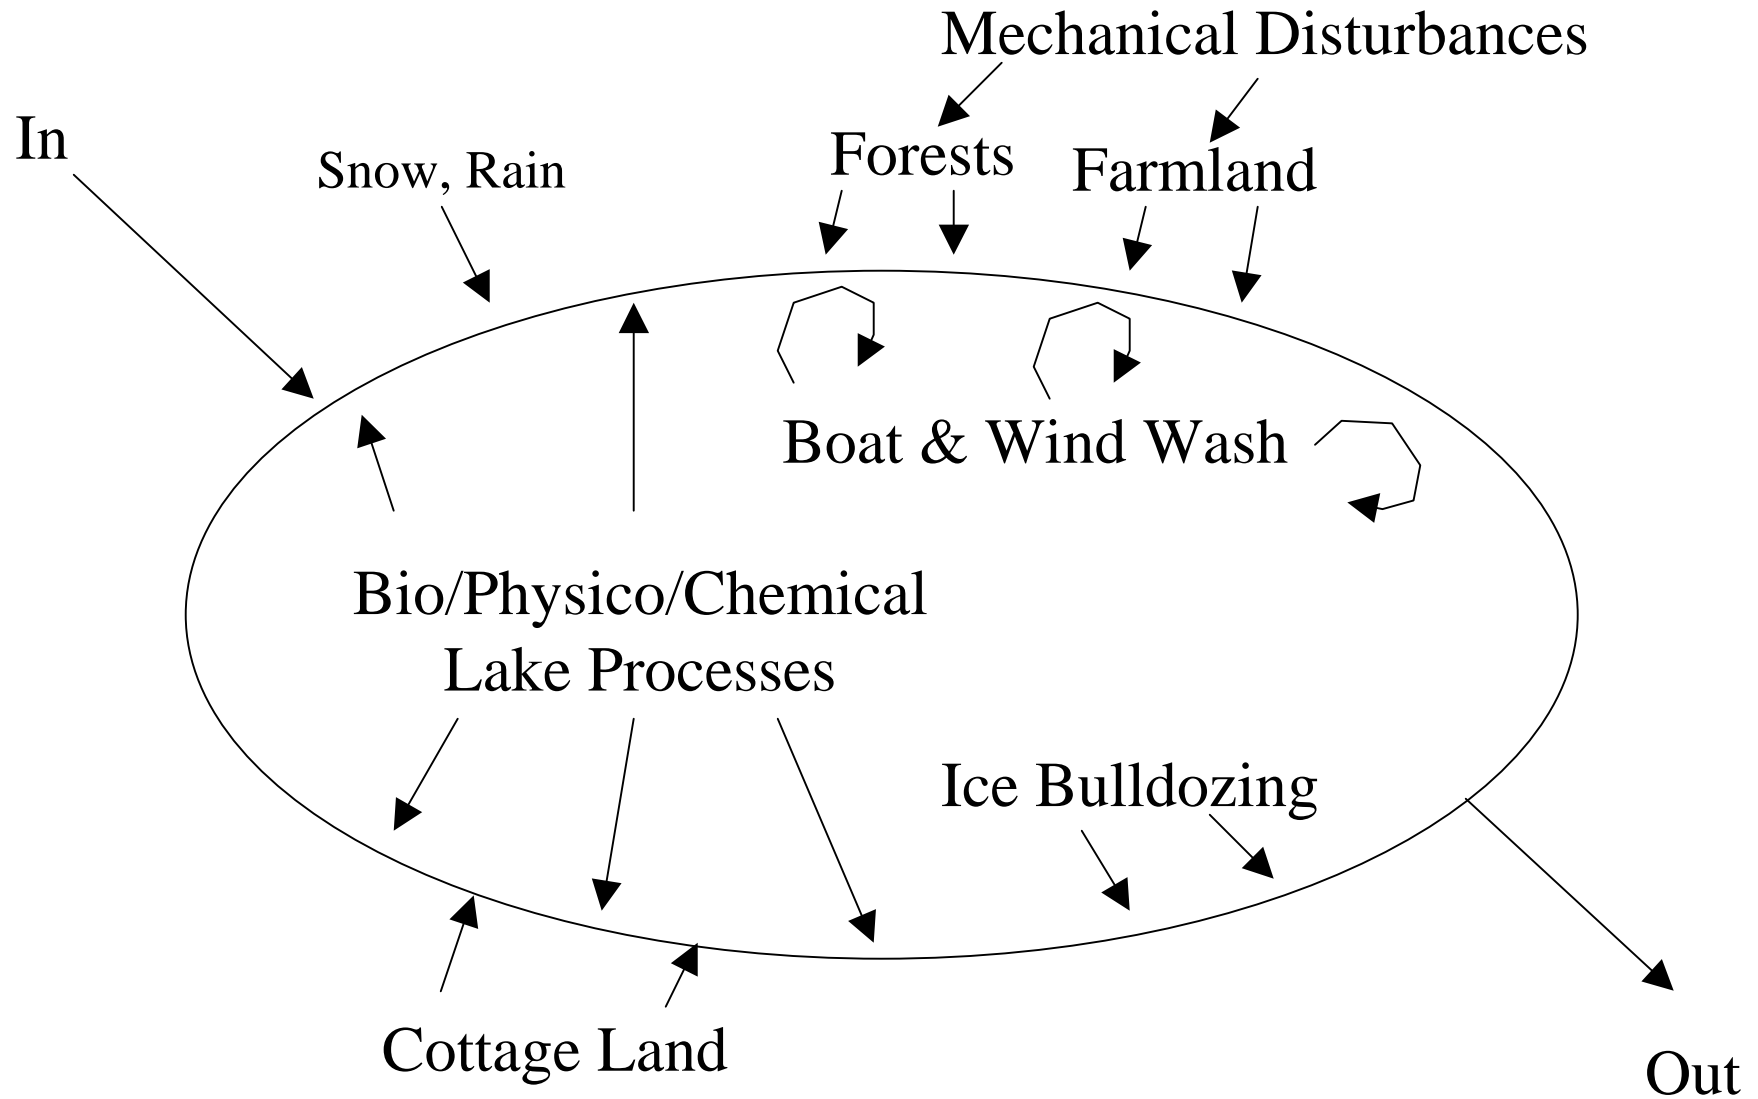 Mechanical Disturbances
In
Snow, Rain
Forests
Farmland
Boat & Wind Wash
Bio/Physico/Chemical
Lake Processes
Ice Bulldozing
Cottage Land
Out